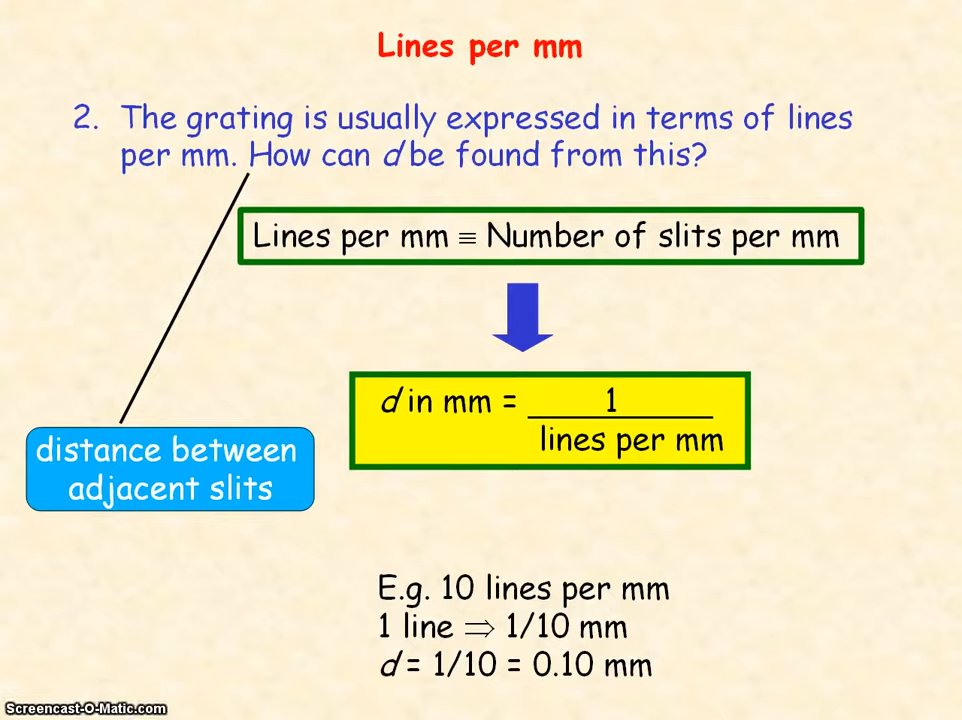 Lines per mm
2. The grating is usually expressed in terms of lines
per mm. How can d be found from this?
Lines per mm ≡ Number of slits per mm
d in mm = 1
lines per mm
distance between
adjacent slits
E.g. 10 lines per mm
1 line ⇒ 1/10 mm
d = 1/10 = 0.10 mm
Screencast-O-Matic.com